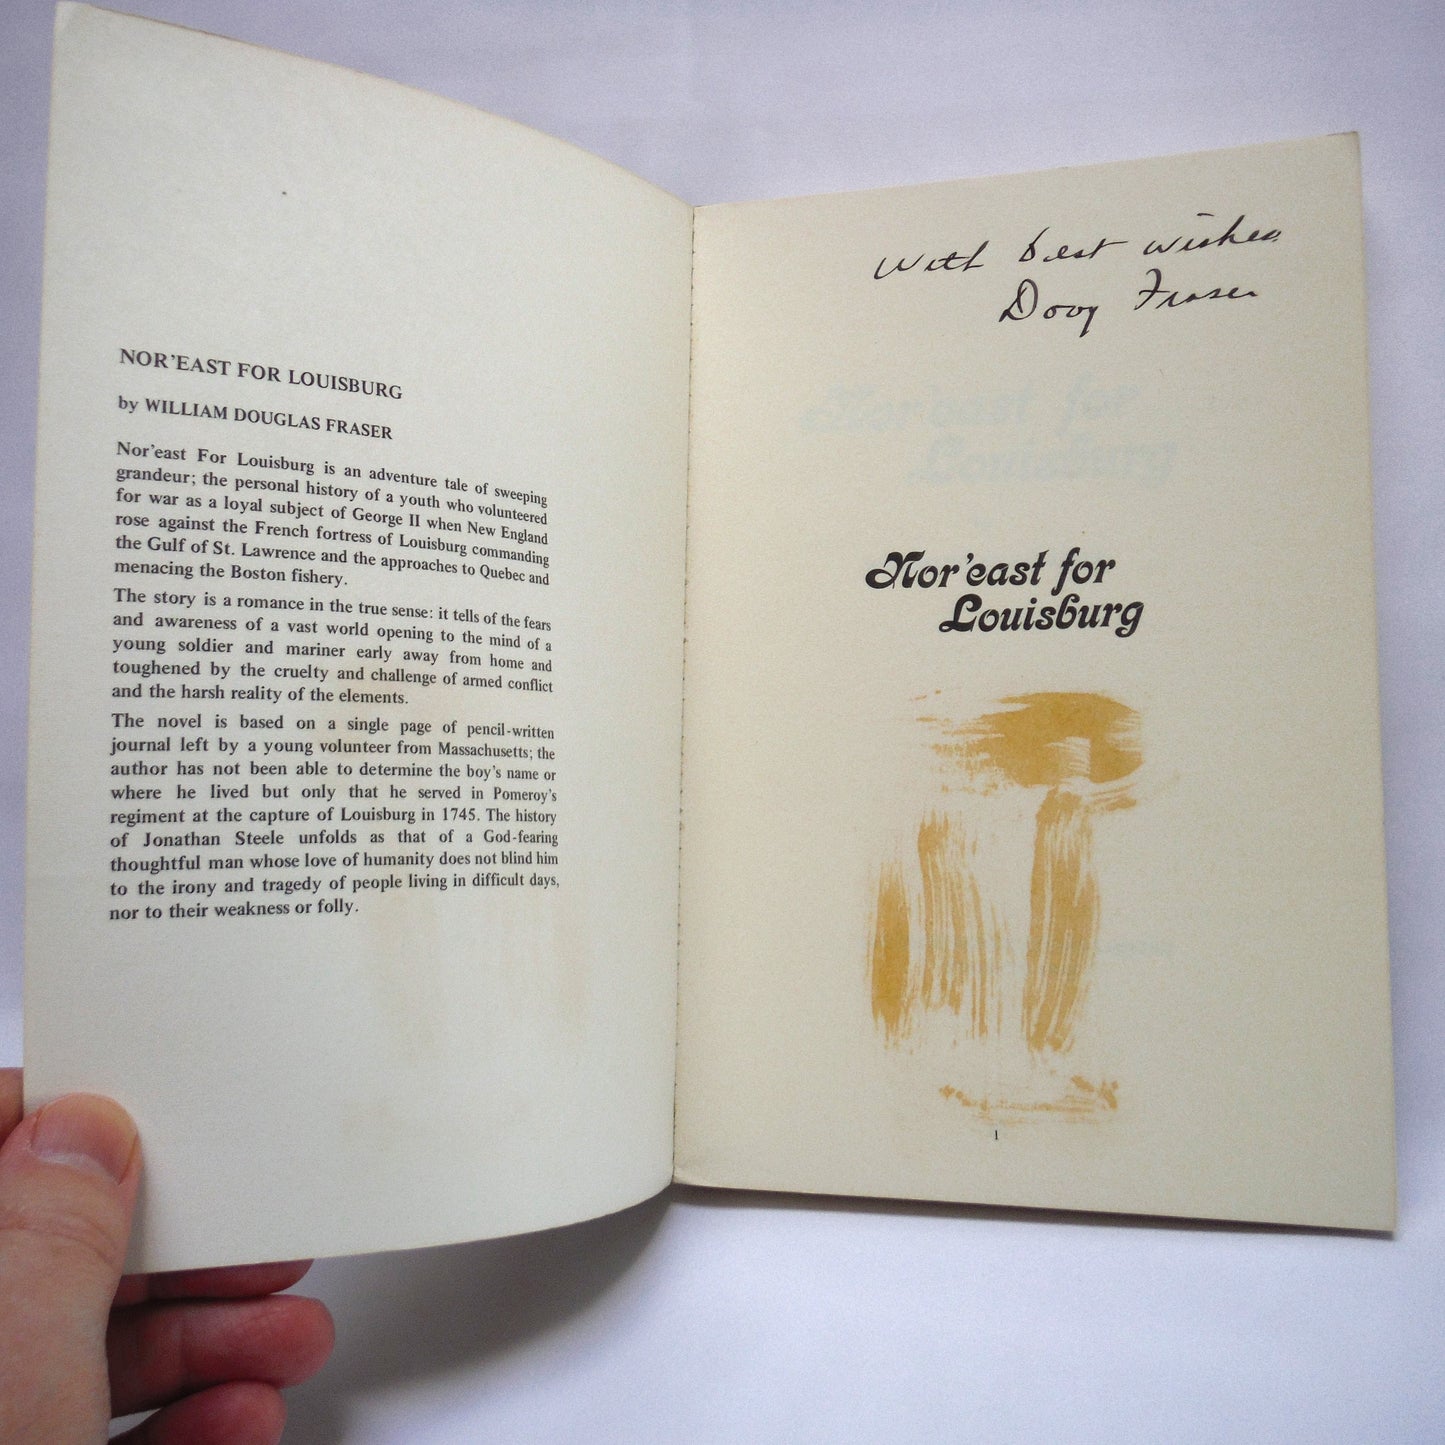 NOR'EAST FOR LOUISBURG
by WILLIAM DOUGLAS FRASER
Nor'east For Louisburg is an adventure tale of sweeping
grandeur; the personal history of a youth who volunteered
for war as a loyal subject of George II when New England
rose against the French fortress of Louisburg commanding
the Gulf of St. Lawrence and the approaches to Quebec and
menacing the Boston fishery.
The story is a romance in the true sense: it tells of the fears
and awareness of a vast world opening to the mind of a
young soldier and mariner early away from home and
toughened by the cruelty and challenge of armed conflict
and the harsh reality of the elements.
The novel is based on a single page of pencil-written
journal left by a young volunteer from Massachusetts; the
author has not been able to determine the boy's name or
where he lived but only that he served in Pomeroy's
regiment at the capture of Louisburg in 1745. The history
of Jonathan Steele unfolds as that of a God-fearing
thoughtful man whose love of humanity does not blind him
to the irony and tragedy of people living in difficult days,
nor to their weakness or folly.
With best wishes
Doug Fraser
Nor'east for
Louisburg
1